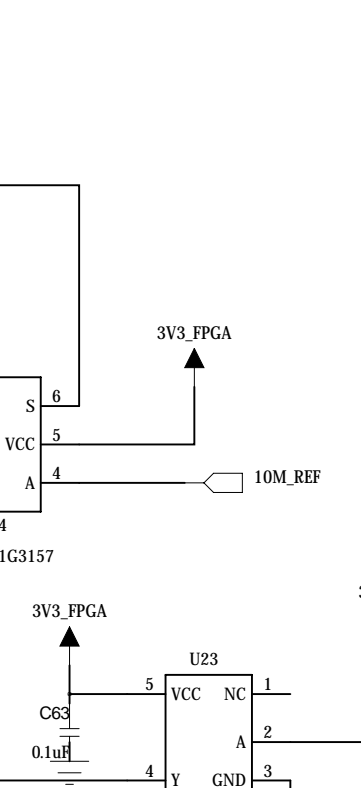 3V3_FPGA
S 6
VCC 5
A 4
10M_REF
4
1G3157
3V3_FPGA
U23
5 VCC NC 1
C63
A 2
0.1uF
4 Y GND 3